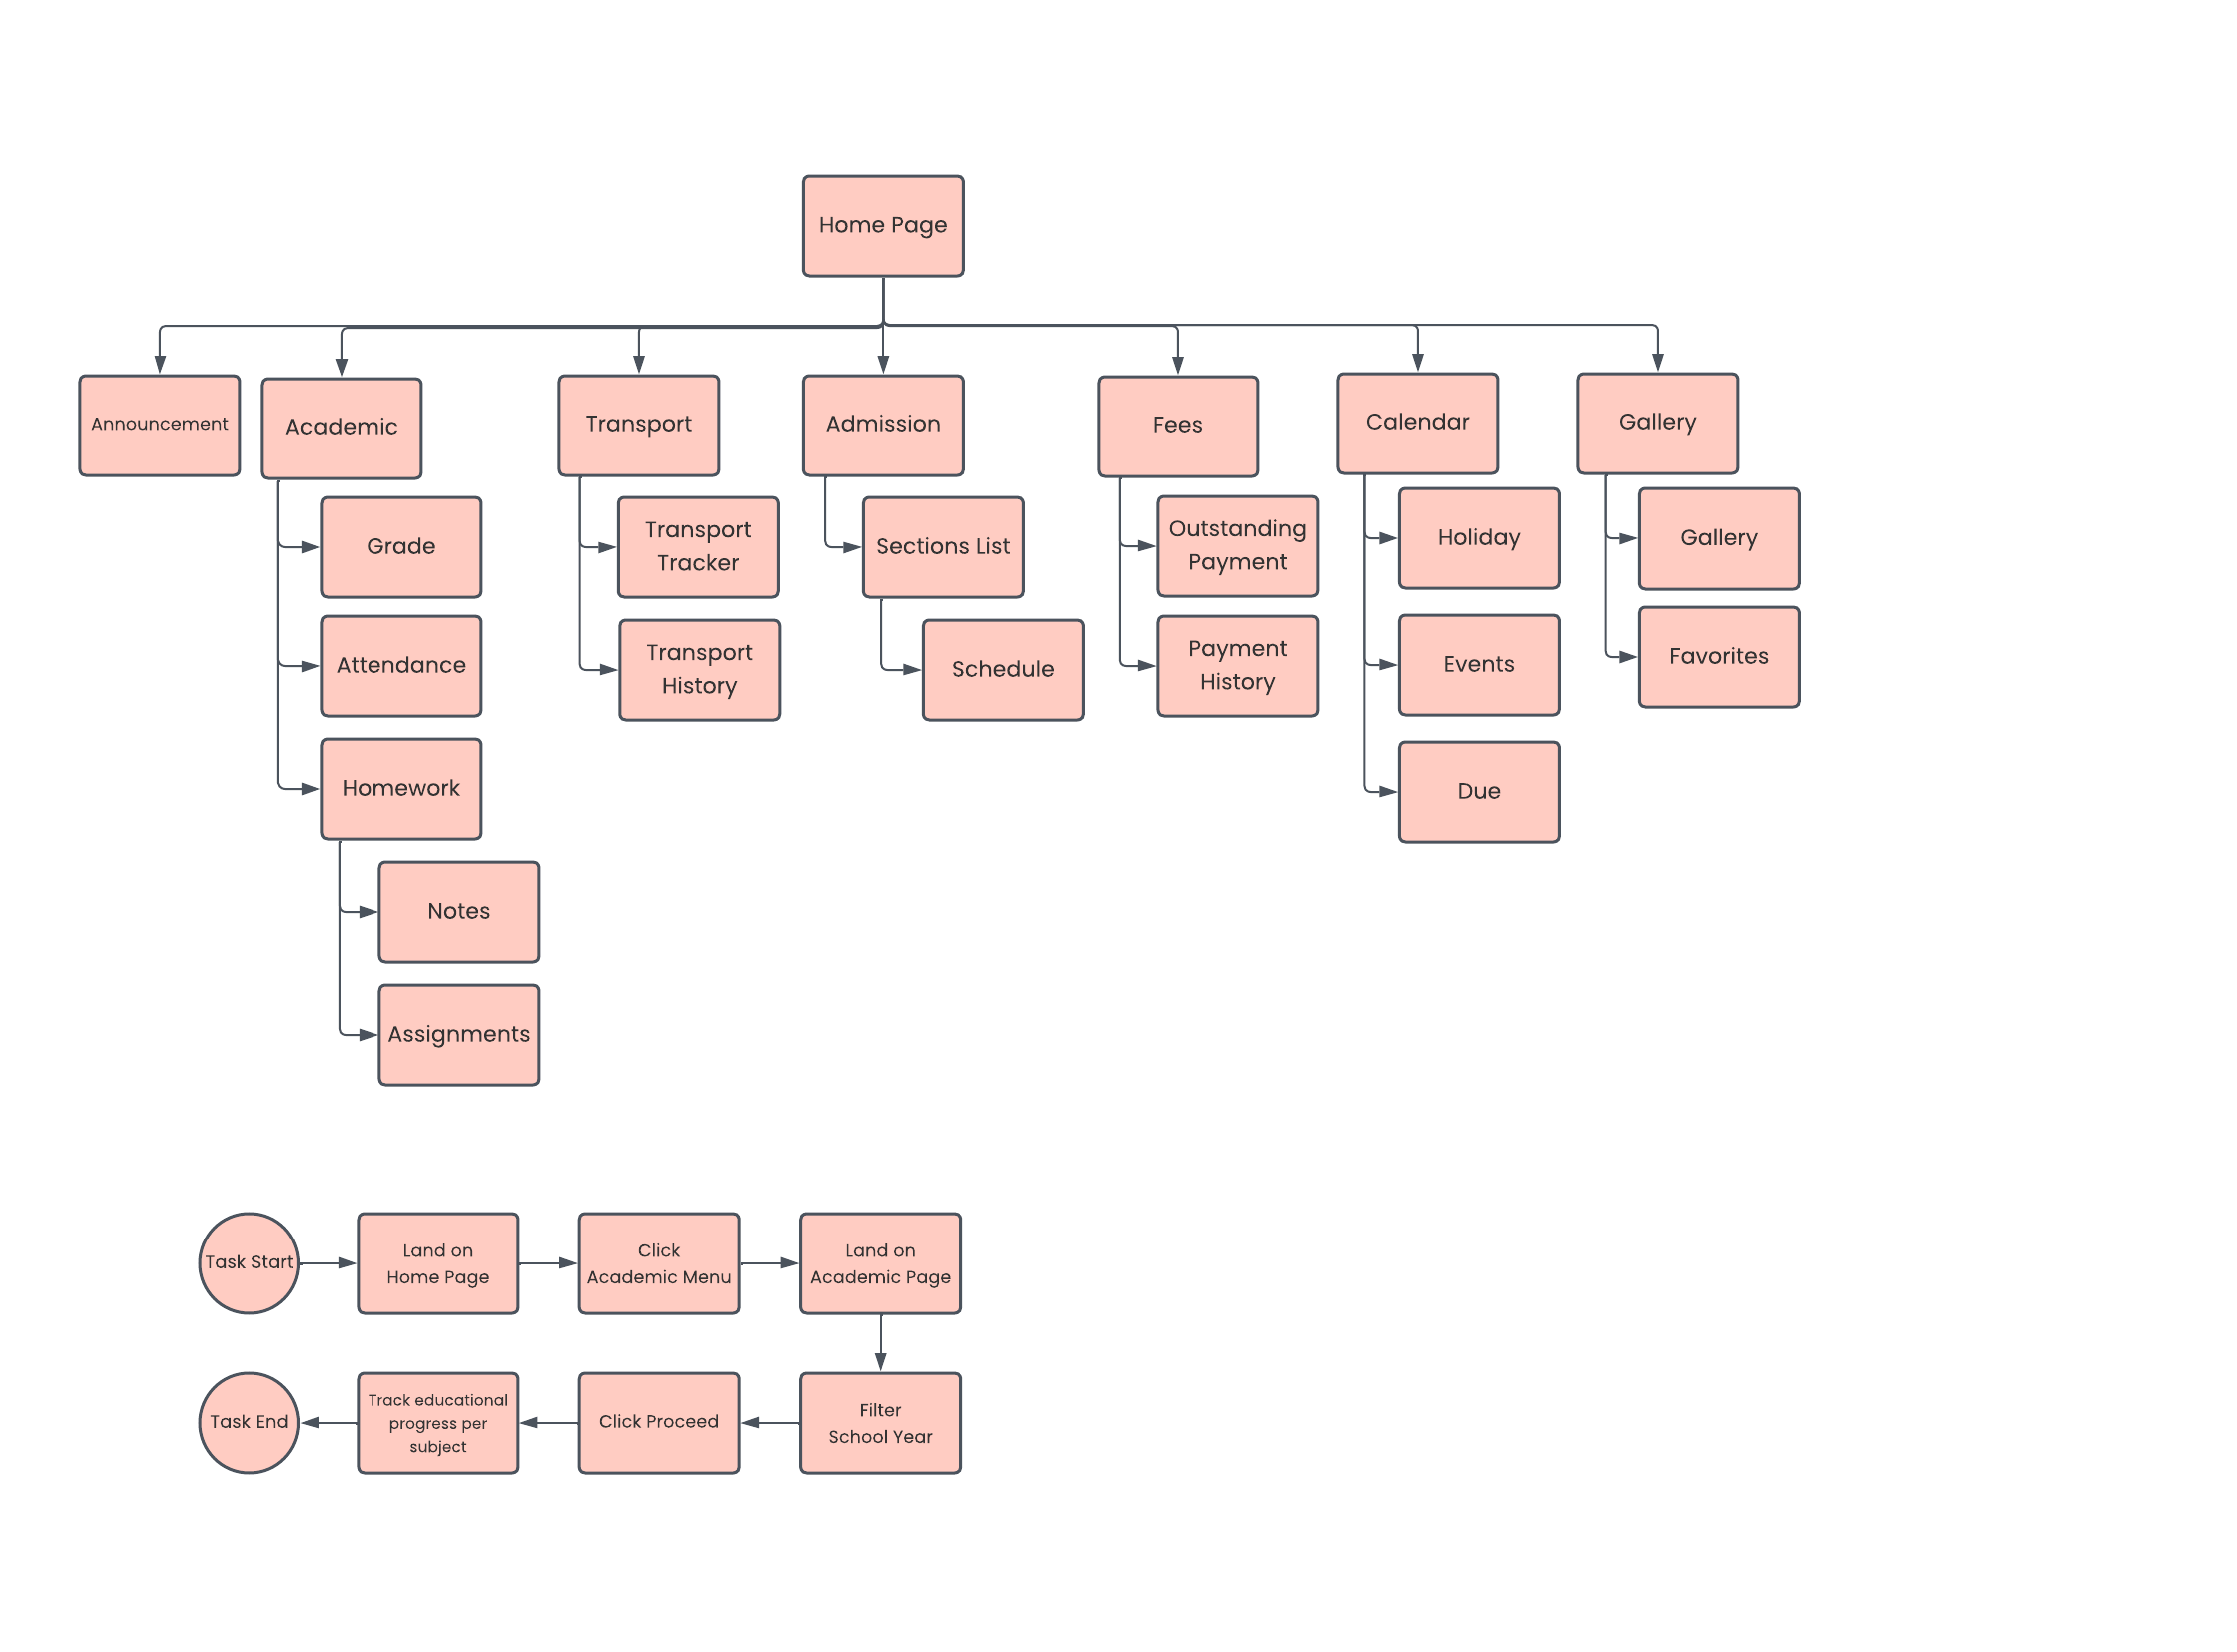 Home Page
Announcement
Academic
Transport
Admission
Fees
Calendar
Gallery
Grade
Attendance
Homework
Notes
Assignments
Transport
Tracker
Transport
History
Sections List
Schedule
Outstanding
Payment
Payment
History
Holiday
Events
Due
Gallery
Favorites
Task Start
Land on
Home Page
Click
Academic Menu
Land on
Academic Page
Filter
School Year
Click Proceed
Track educational
progress per
subject
Task End